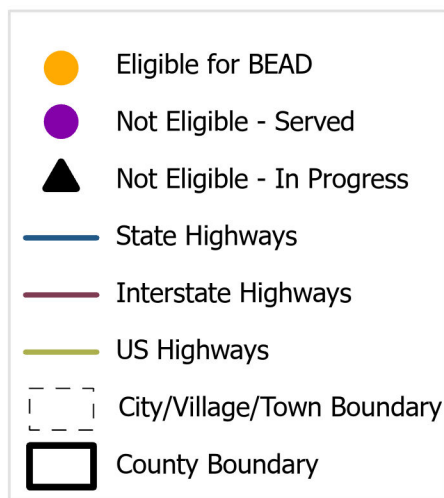 Eligible for BEAD
Not Eligible - Served
Not Eligible - In Progress
State Highways
Interstate Highways
US Highways
City/Village/Town Boundary
County Boundary